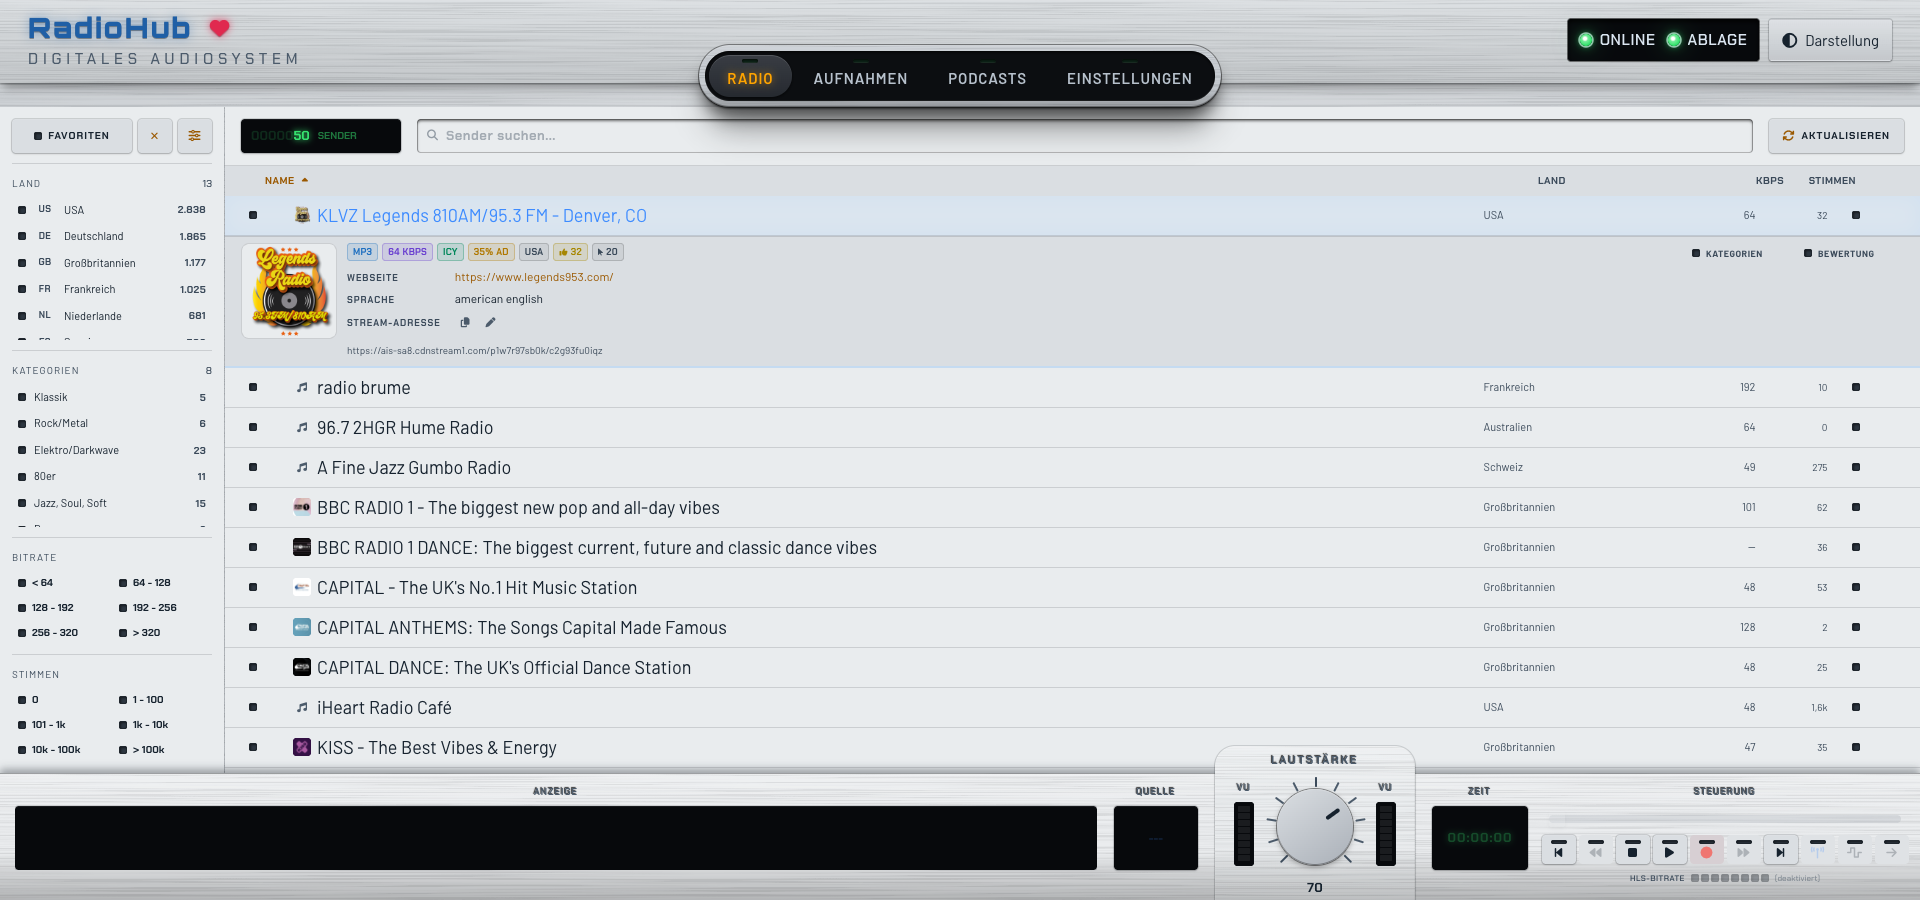 RadioHub
DIGITALES AUDIOSYSTEM
RADIO AUFNAHMEN PODCASTS EINSTELLUNGEN
ONLINE ABLAGE
Darstellung
FAVORITEN ×
50 SENDER
Sender suchen...
AKTUALISIEREN
LAND 13
US USA 2.838
DE Deutschland 1.865
GB Großbritannien 1.177
FR Frankreich 1.025
NL Niederlande 681
KATEGORIEN 8
Klassik 5
Rock/Metal 6
Elektro/Darkwave 23
80er 11
Jazz, Soul, Soft 15
BITRATE
< 64 64 - 128
128 - 192 192 - 256
256 - 320 > 320
STIMMEN
0 1 - 100
101 - 1k 1k - 10k
10k - 100k > 100k
NAME LAND KBPS STIMMEN
KLVZ Legends 810AM/95.3 FM - Denver, CO USA 64 32
Legends Radio
MP3 64 KBPS ICY 35% AD USA 32 20
KATEGORIEN BEWERTUNG
WEBSEITE https://www.legends953.com/
SPRACHE american english
STREAM-ADRESSE
https://ais-sa8.cdnstream1.com/p1w7r97sb0k/c2g93fu0iqz
radio brume Frankreich 192 10
96.7 2HGR Hume Radio Australien 64 0
A Fine Jazz Gumbo Radio Schweiz 49 275
BBC RADIO 1 - The biggest new pop and all-day vibes Großbritannien 101 62
BBC RADIO 1 DANCE: The biggest current, future and classic dance vibes Großbritannien — 36
CAPITAL - The UK's No.1 Hit Music Station Großbritannien 48 53
CAPITAL ANTHEMS: The Songs Capital Made Famous Großbritannien 128 2
CAPITAL DANCE: The UK's Official Dance Station Großbritannien 48 25
iHeart Radio Café USA 48 1,6k
KISS - The Best Vibes & Energy Großbritannien 47 35
ANZEIGE
QUELLE
---
LAUTSTÄRKE
VU VU
70
ZEIT
00:00:00
STEUERUNG
HLS-BITRATE (deaktiviert)